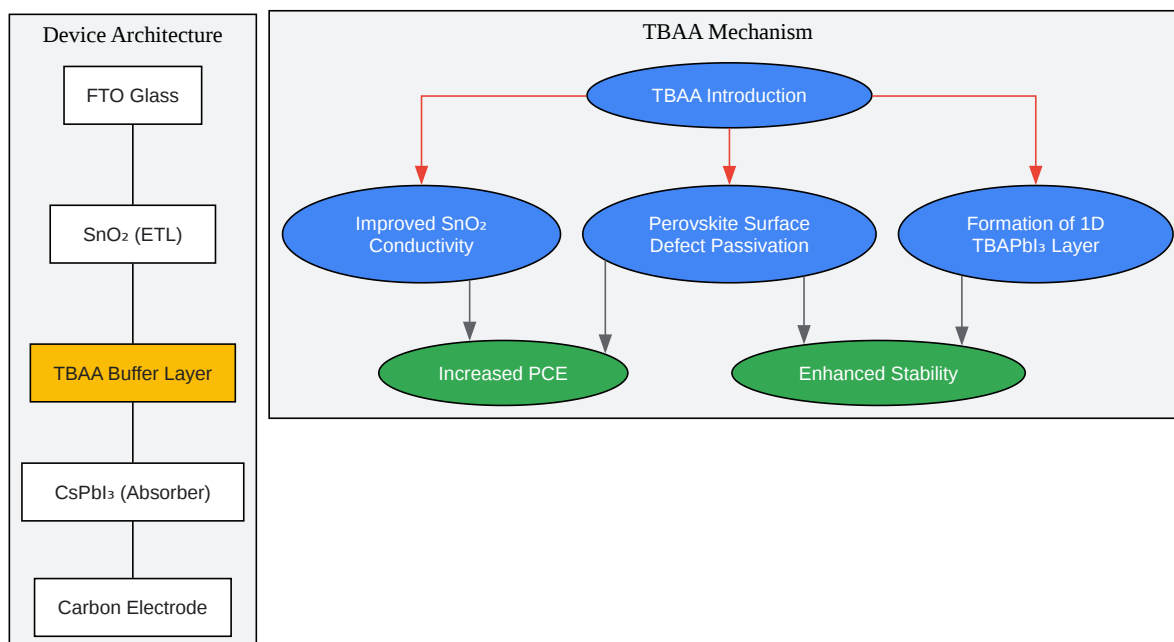 Device Architecture
FTO Glass
SnO₂ (ETL)
TBAA Buffer Layer
CsPbI₃ (Absorber)
Carbon Electrode
TBAA Mechanism
TBAA Introduction
Improved SnO₂
Conductivity
Perovskite Surface
Defect Passivation
Formation of 1D
TBAPbI₃ Layer
Increased PCE
Enhanced Stability